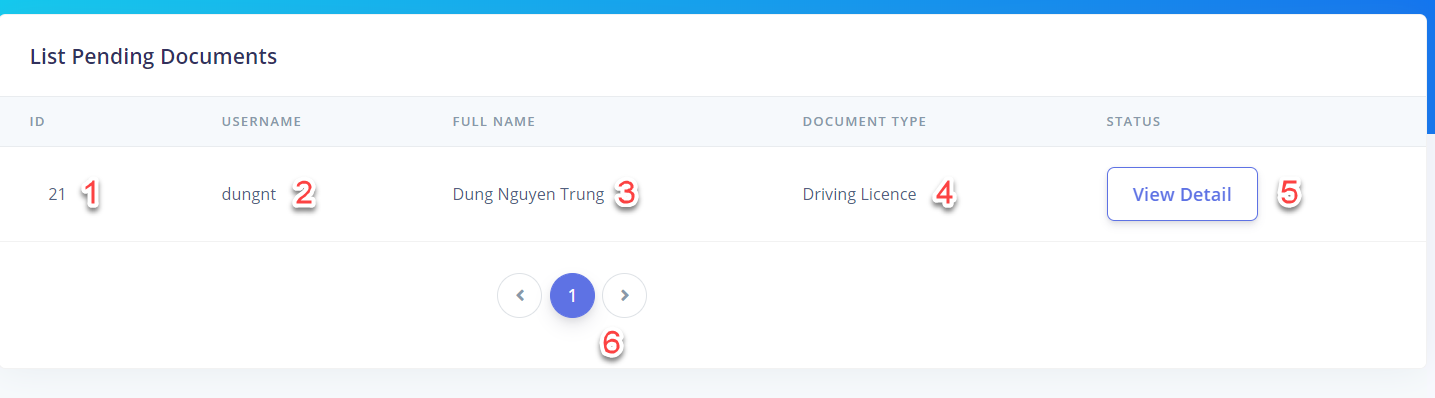 List Pending Documents
ID USERNAME FULL NAME DOCUMENT TYPE STATUS
21 1 dungnt 2 Dung Nguyen Trung 3 Driving Licence 4 View Detail 5
1
6